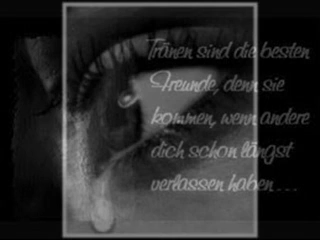 Tränen sind die besten
Freunde, denn sie
kommen, wenn andere
dich schon längst
verlassen haben...